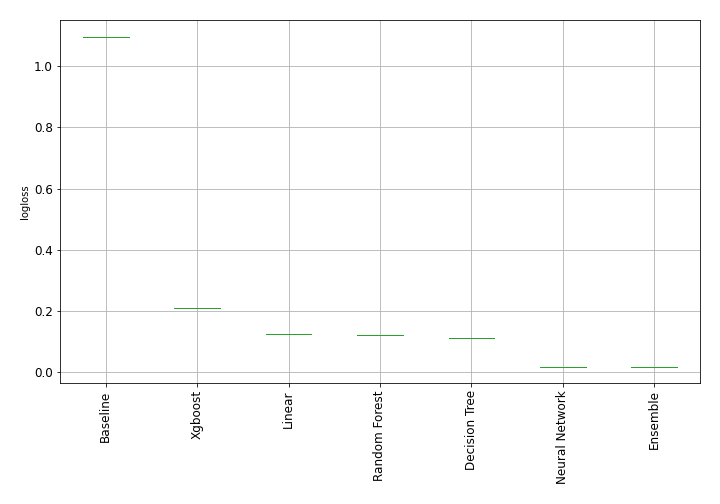 1.0
0.8
0.6
0.4
0.2
0.0
logloss
Baseline
Xgboost
Linear
Random Forest
Decision Tree
Neural Network
Ensemble